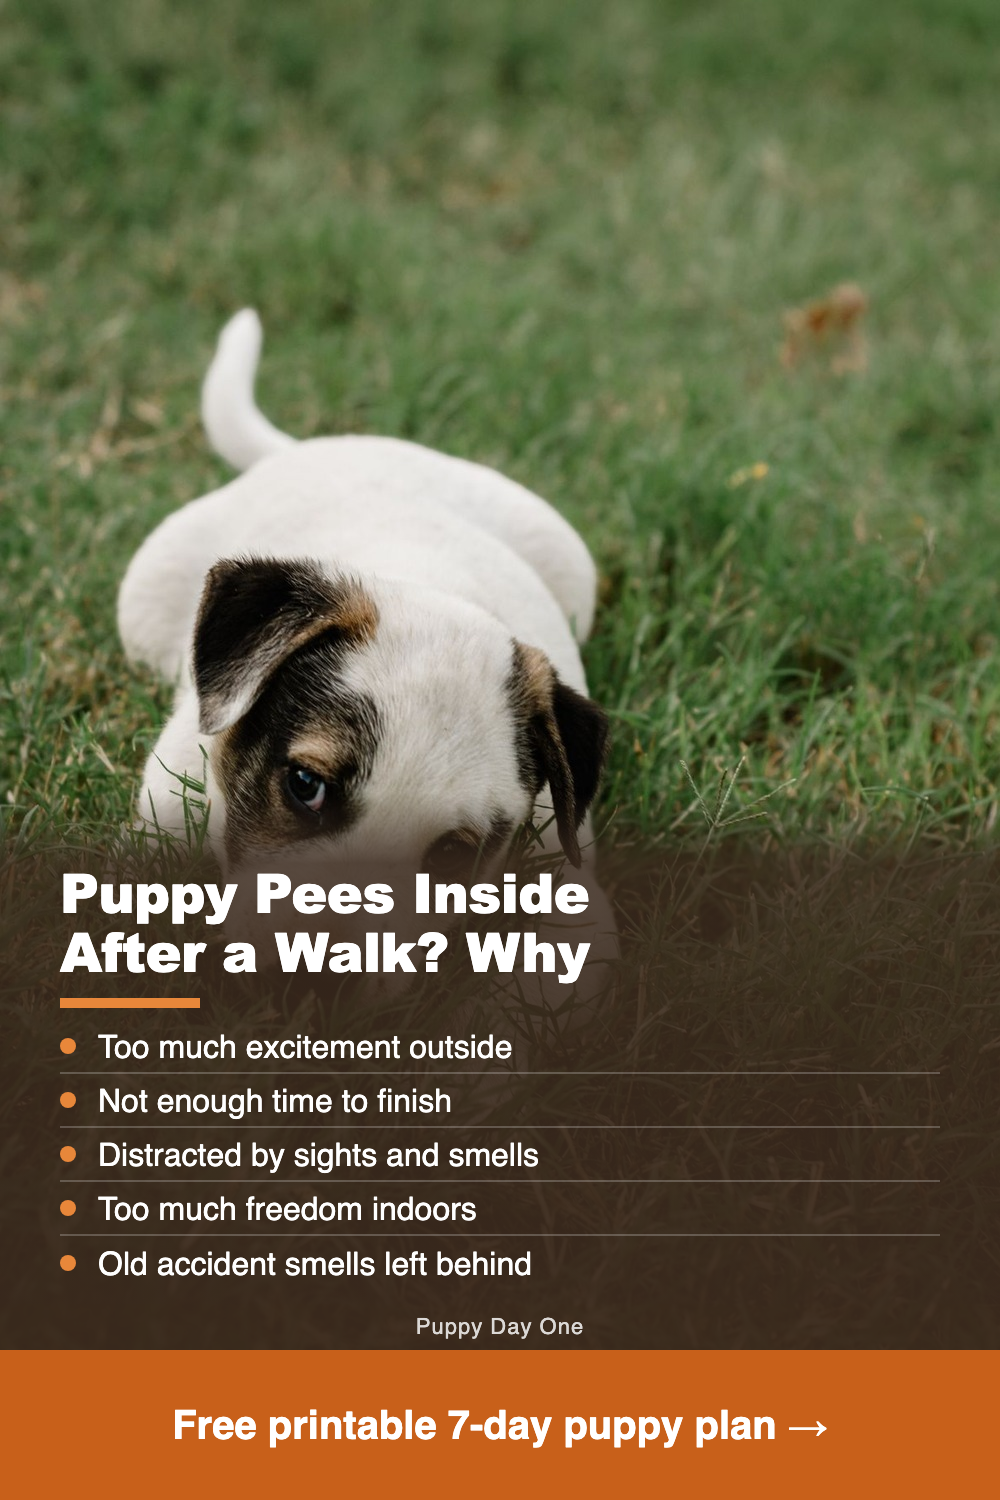 Puppy Pees Inside
After a Walk? Why
Too much excitement outside
Not enough time to finish
Distracted by sights and smells
Too much freedom indoors
Old accident smells left behind
Puppy Day One
Free printable 7-day puppy plan →